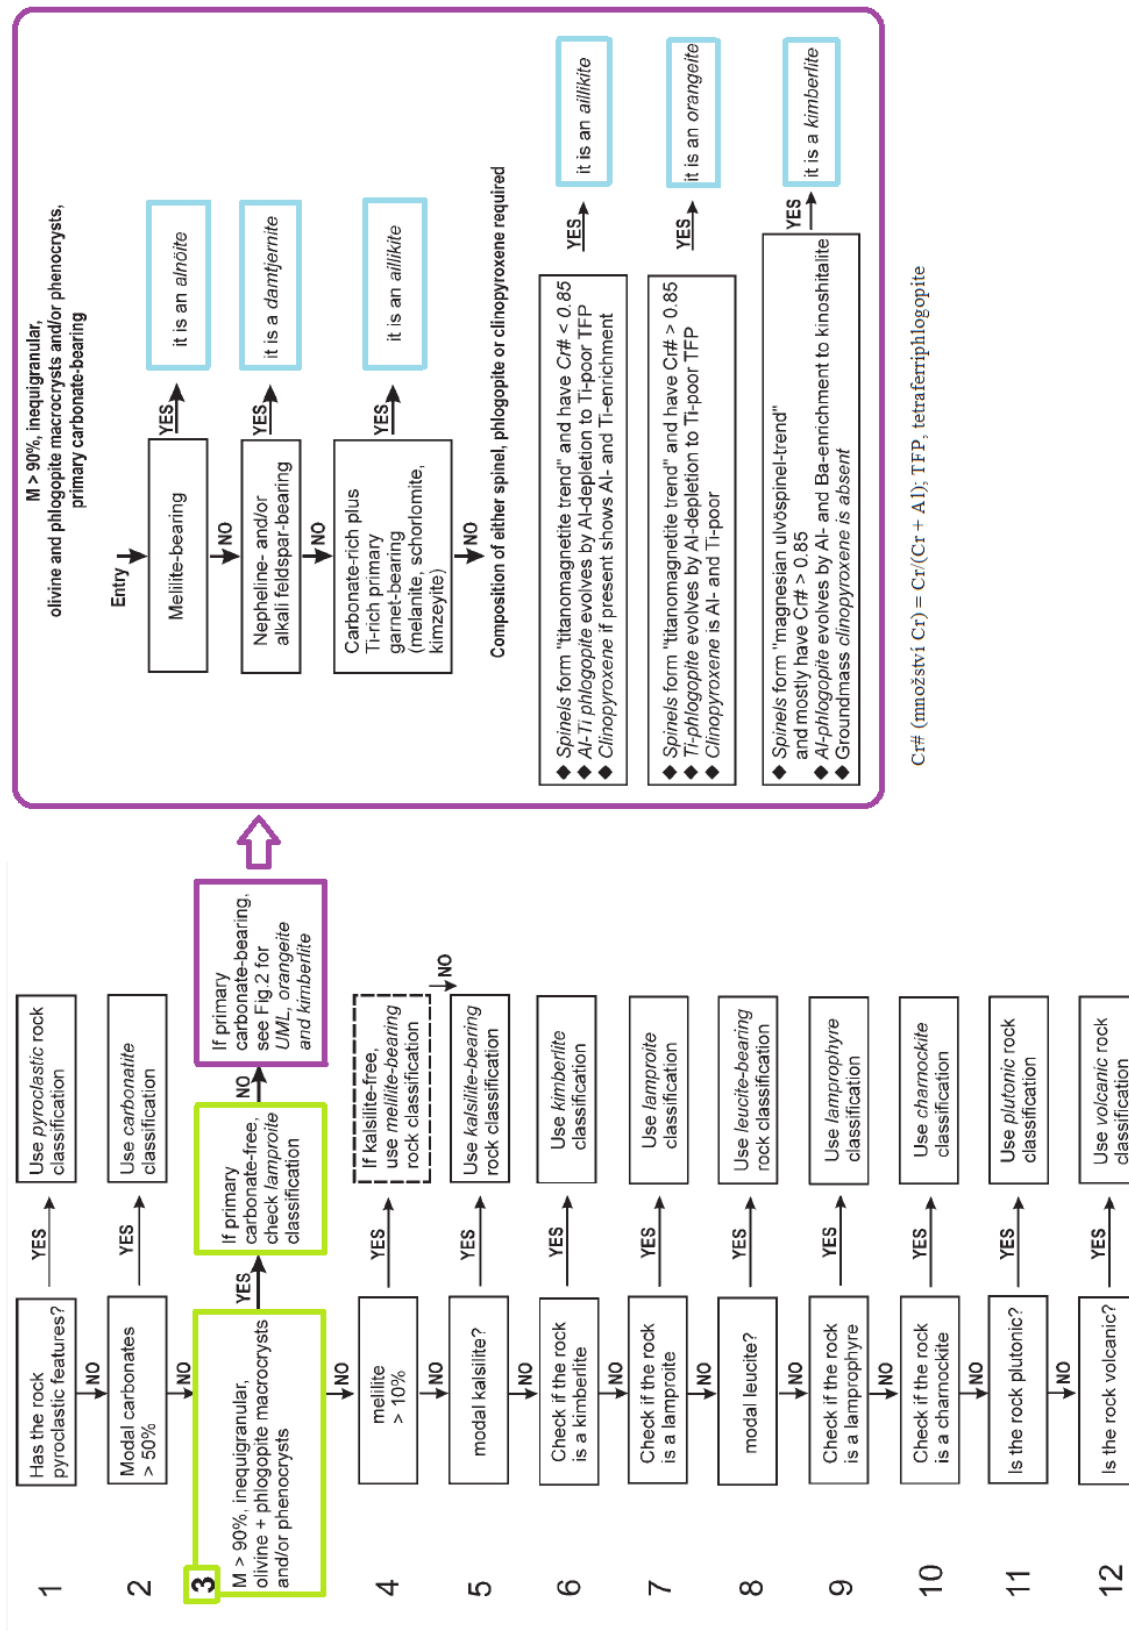 1
Has the rock
pyroclastic features?
YES
Use pyroclastic rock
classification
NO
2
Modal carbonates
> 50%
YES
Use carbonatite
classification
NO
3
M > 90%, inequigranular,
olivine + phlogopite macrocrysts
and/or phenocrysts
YES
If primary
carbonate-free,
check lamproite
classification
NO
If primary
carbonate-bearing,
see Fig.2 for
UML, orangeite
and kimberlite
NO
4
melilite
> 10%
YES
If kalsilite-free,
use melilite-bearing
rock classification
NO
NO
5
modal kalsilite?
YES
Use kalsilite-bearing
rock classification
NO
6
Check if the rock
is a kimberlite
YES
Use kimberlite
classification
NO
7
Check if the rock
is a lamproite
YES
Use lamproite
classification
NO
8
modal leucite?
YES
Use leucite-bearing
rock classification
NO
9
Check if the rock
is a lamprophyre
YES
Use lamprophyre
classification
NO
10
Check if the rock
is a charnockite
YES
Use charnockite
classification
NO
11
Is the rock plutonic?
YES
Use plutonic rock
classification
NO
12
Is the rock volcanic?
YES
Use volcanic rock
classification
M > 90%, inequigranular,
olivine and phlogopite macrocrysts and/or phenocrysts,
primary carbonate-bearing
Entry
Melilite-bearing
YES
it is an alnöite
NO
Nepheline- and/or
alkali feldspar-bearing
YES
it is a damtjernite
NO
Carbonate-rich plus
Ti-rich primary
garnet-bearing
(melanite, schorlomite,
kimzeyite)
YES
it is an aillikite
NO
Composition of either spinel, phlogopite or clinopyroxene required
◆ Spinels form "titanomagnetite trend" and have Cr# < 0.85
◆ Al-Ti phlogopite evolves by Al-depletion to Ti-poor TFP
◆ Clinopyroxene if present shows Al- and Ti-enrichment
YES
it is an aillikite
◆ Spinels form "titanomagnetite trend" and have Cr# > 0.85
◆ Ti-phlogopite evolves by Al-depletion to Ti-poor TFP
◆ Clinopyroxene is Al- and Ti-poor
YES
it is an orangeite
◆ Spinels form "magnesian ulvöspinel-trend"
and mostly have Cr# > 0.85
◆ Al-phlogopite evolves by Al- and Ba-enrichment to kinoshitalite
◆ Groundmass clinopyroxene is absent
YES
it is a kimberlite
Cr# (množství Cr) = Cr/(Cr + Al); TFP, tetraferriphlogopite